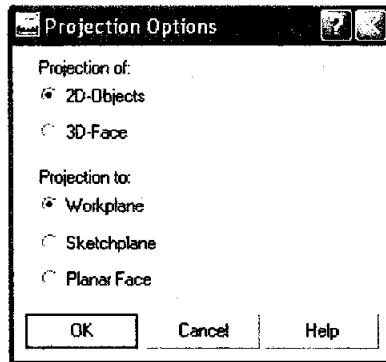 Projection Options
Projection of:
2D-Objects
3D-Face
Projection to:
Workplane
Sketchplane
Planar Face
OK Cancel Help